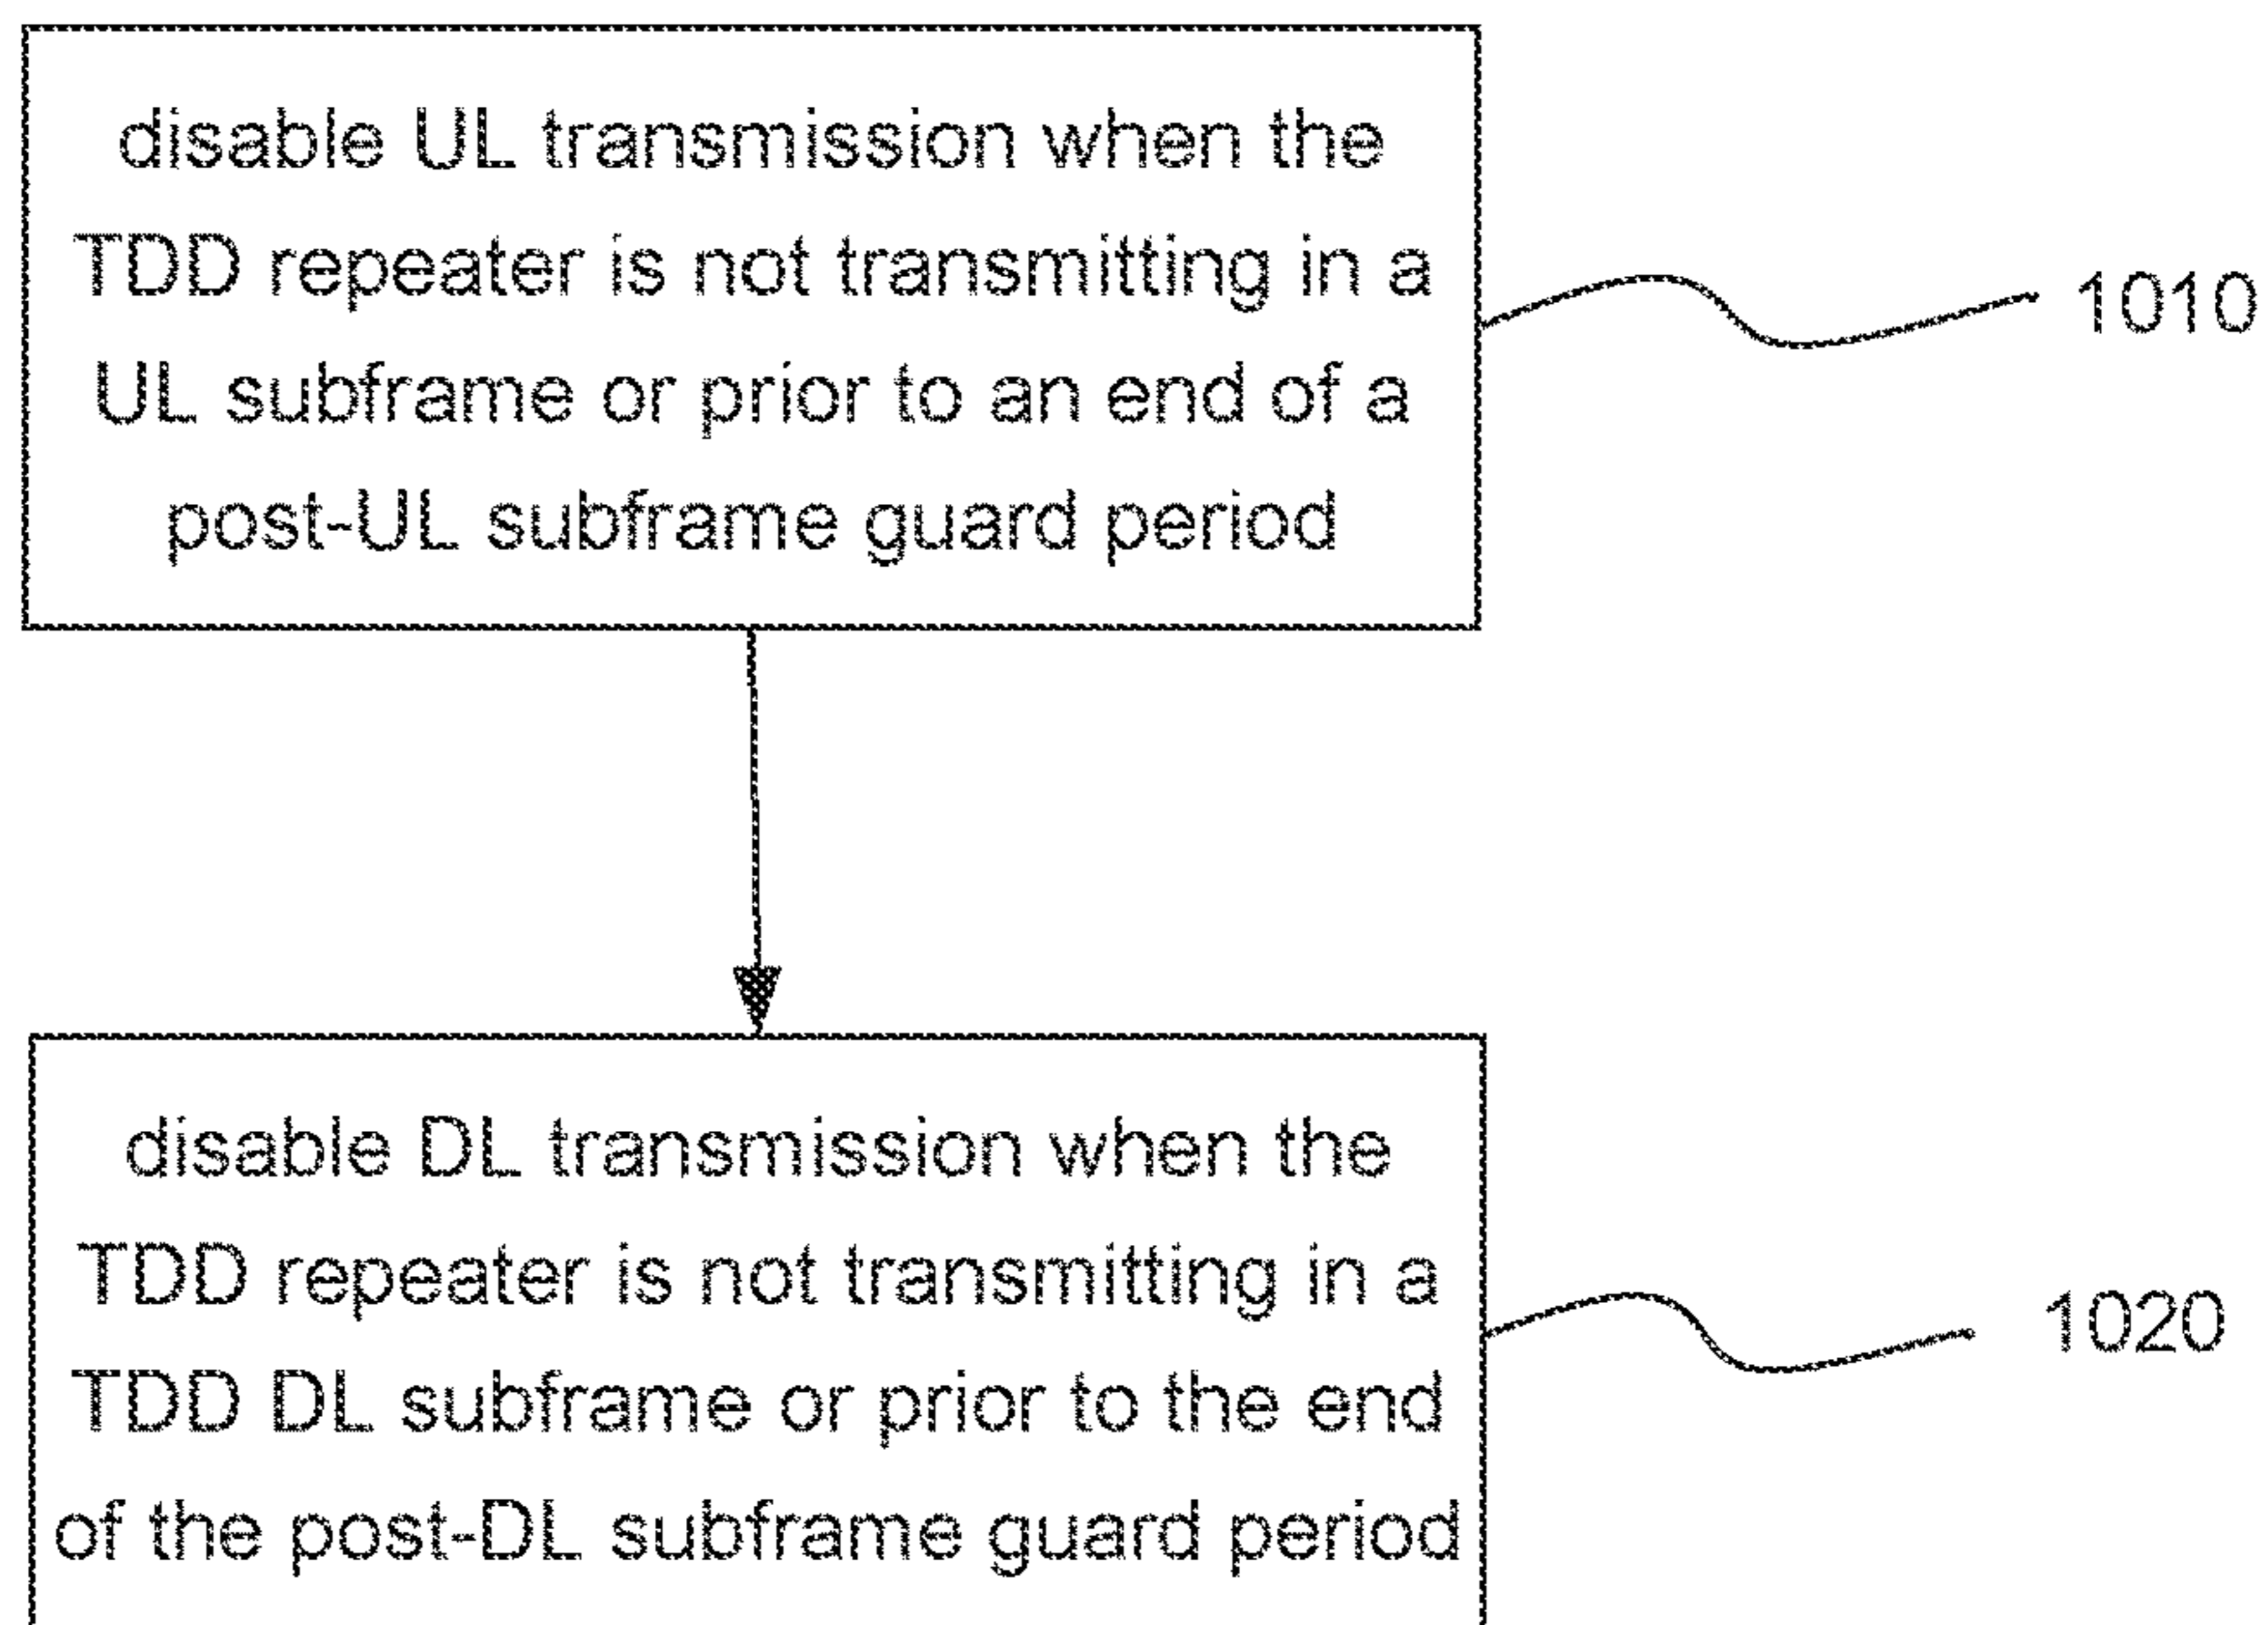 disable UL transmission when the
TDD repeater is not transmitting in a
UL subframe or prior to an end of a
post-UL subframe guard period
1010
disable DL transmission when the
TDD repeater is not transmitting in a
TDD DL subframe or prior to the end
of the post-DL subframe guard period
1020